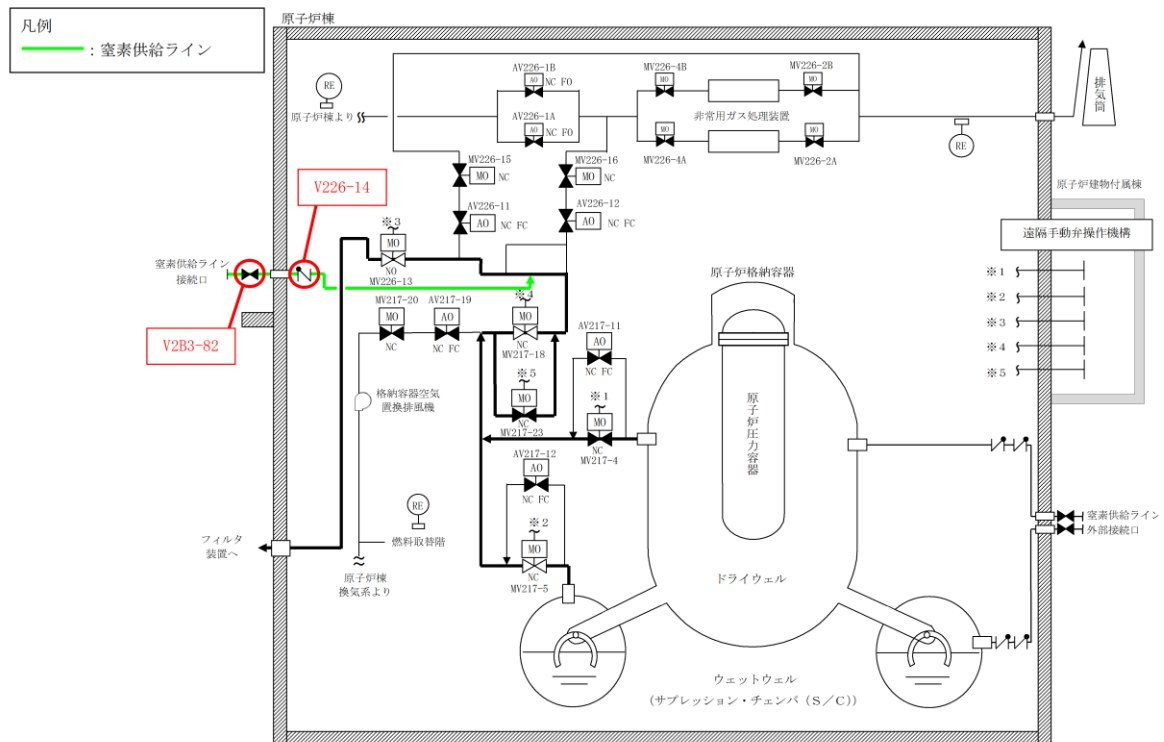 凡例
：窒素供給ライン
原子炉棟
AV226-1B
AO
NC FO
MV226-4B
MO
MV226-2B
MO
RE
原子炉棟より
AV226-1A
AO
NC FO
非常用ガス処理装置
排気筒
MO
MV226-4A
MO
MV226-2A
RE
MV226-15
MO
NC
MV226-16
MO
NC
V226-14
原子炉建物付属棟
AV226-11
AO
NC FC
AV226-12
AO
NC FC
遠隔手動弁操作機構
※3
MO
NO
MV226-13
窒素供給ライン
接続口
原子炉格納容器
※1
※2
※3
※4
※5
V2B3-82
MV217-20
MO
NC
AV217-19
AO
NC FC
※4
MO
NC
MV217-18
AV217-11
AO
NC FC
※5
MO
NC
MV217-23
※1
MO
NC
MV217-4
格納容器空気
置換排風機
原子炉圧力容器
AV217-12
AO
NC FC
RE
燃料取替階
※2
MO
NC
MV217-5
フィルタ
装置へ
原子炉棟
換気系より
窒素供給ライン
外部接続口
ドライウェル
ウェットウェル
（サプレッション・チェンバ（Ｓ／Ｃ））